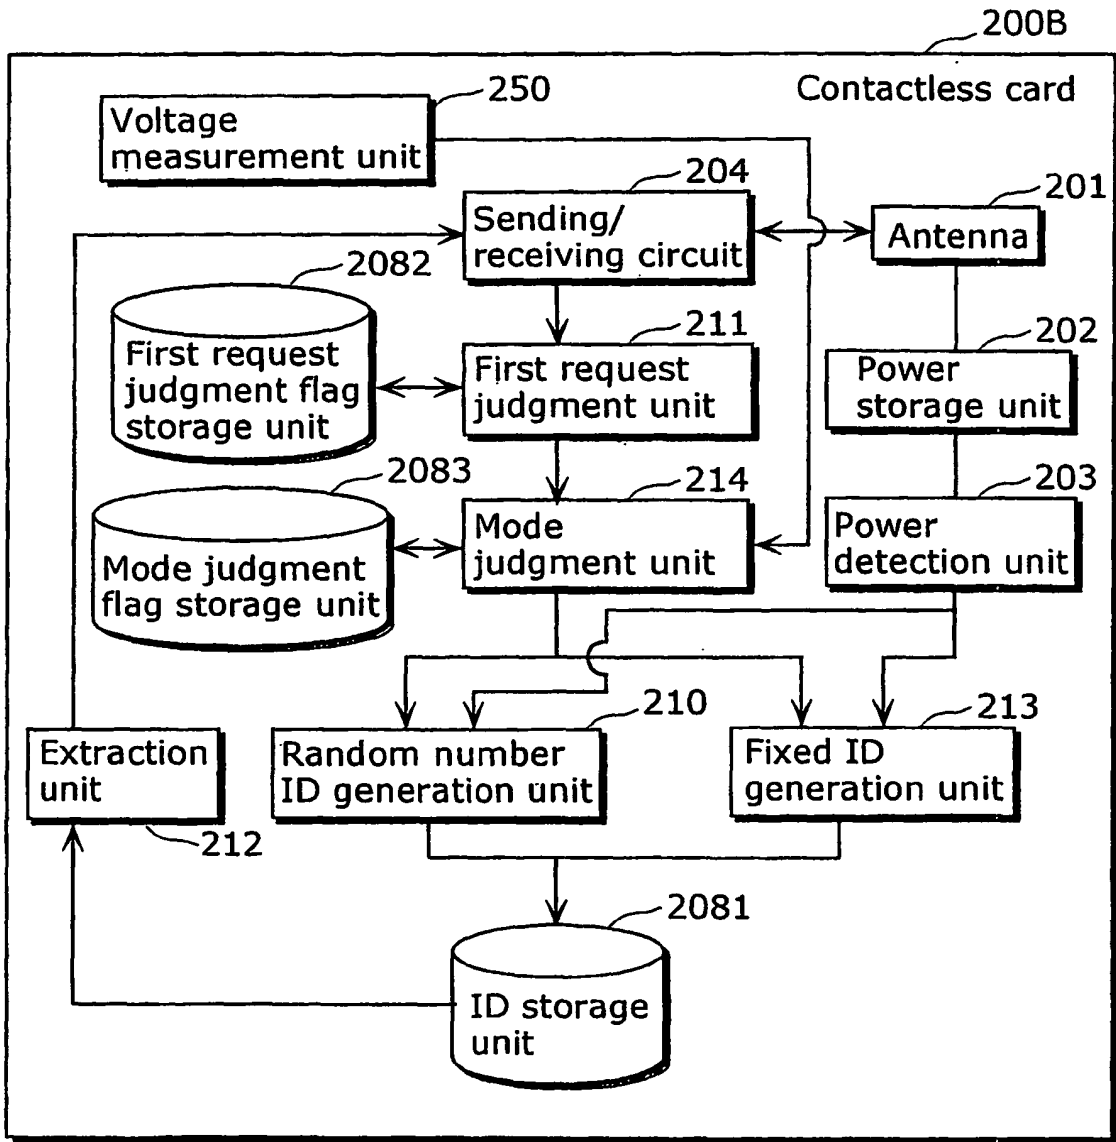 200B
Contactless card
250
Voltage
measurement unit
204
Sending/
receiving circuit
201
Antenna
2082
First request
judgment flag
storage unit
211
First request
judgment unit
202
Power
storage unit
2083
Mode judgment
flag storage unit
214
Mode
judgment unit
203
Power
detection unit
Extraction
unit
212
210
Random number
ID generation unit
213
Fixed ID
generation unit
2081
ID storage
unit